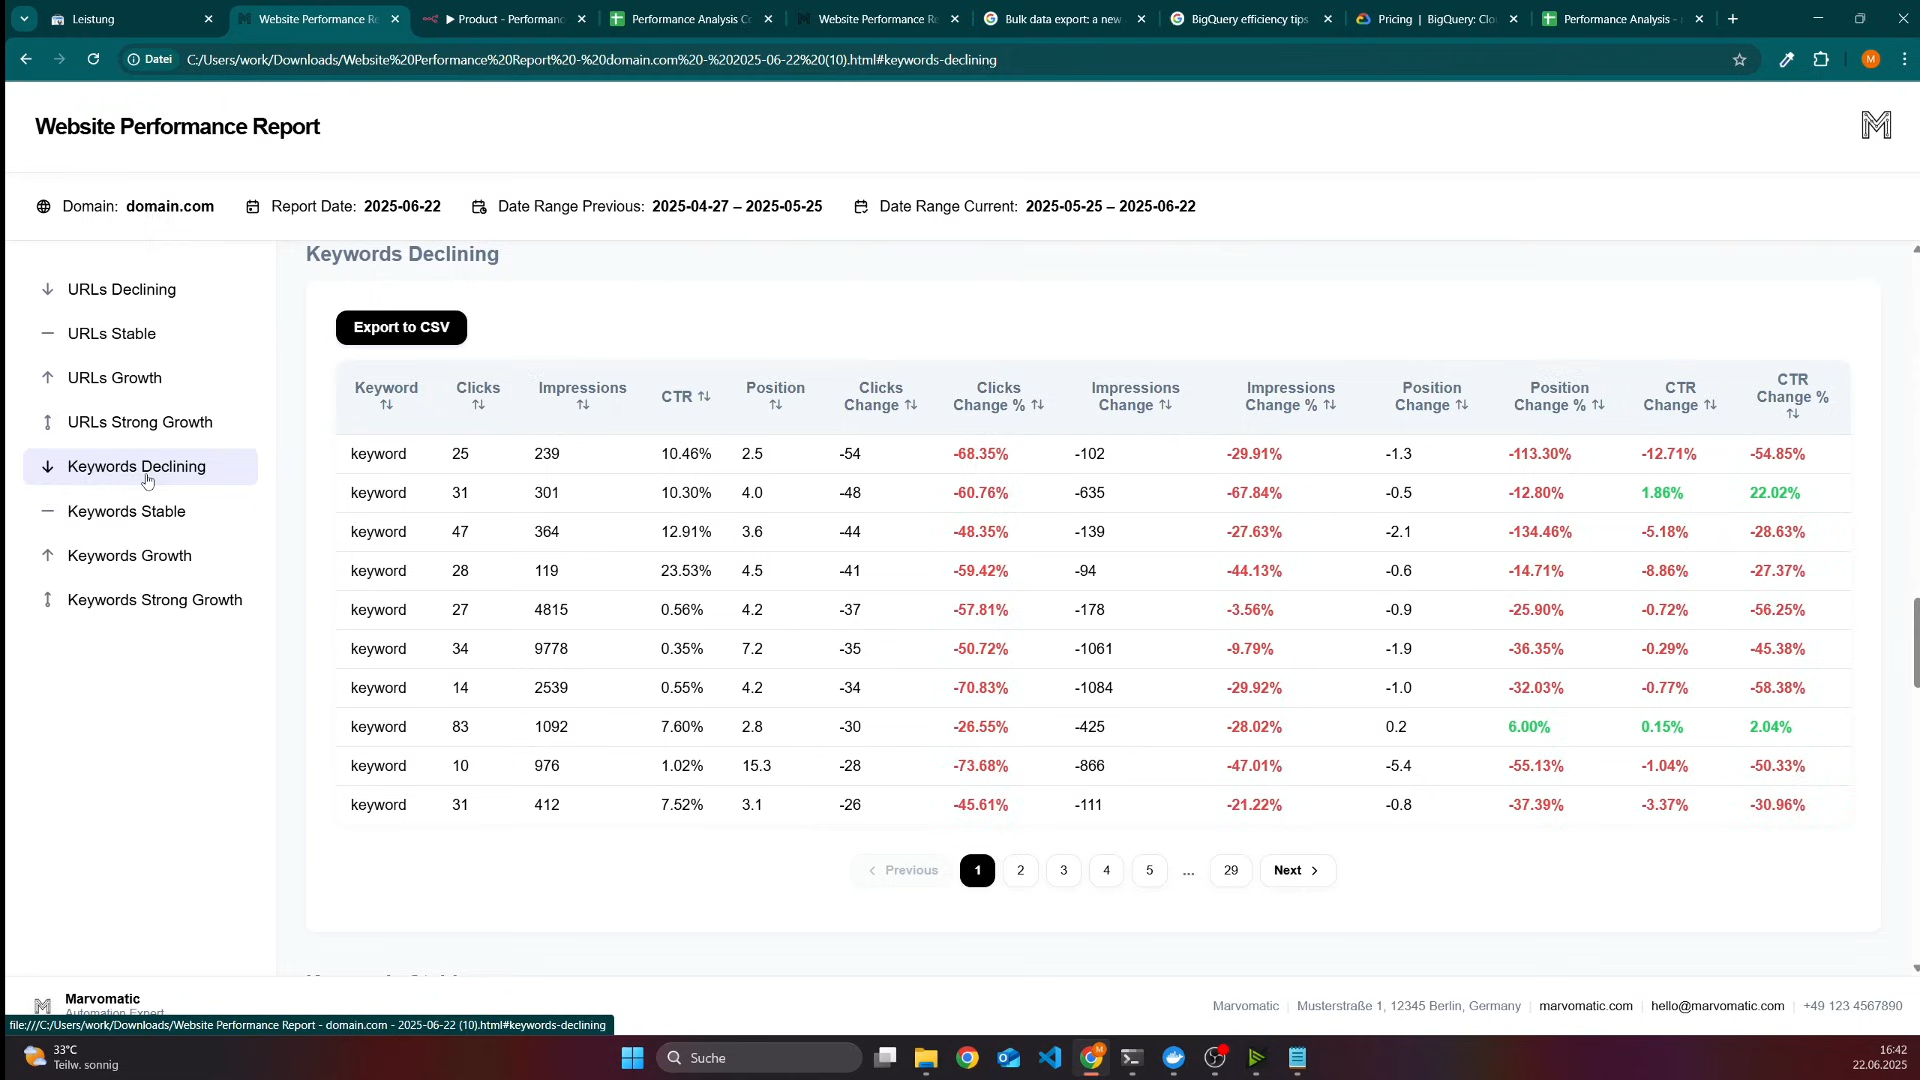 Leistung
Website Performance R
Product - Performanc
Performance Analysis Co
Website Performance R
Bulk data export: a new
BigQuery efficiency tips
Pricing | BigQuery: Clo
Performance Analysis -
Datei C:/Users/work/Downloads/Website%20Performance%20Report%20-%20domain.com%20-%202025-06-22%20(10).html#keywords-declining
M
Website Performance Report
Domain: domain.com Report Date: 2025-06-22 Date Range Previous: 2025-04-27 – 2025-05-25 Date Range Current: 2025-05-25 – 2025-06-22
URLs Declining
URLs Stable
URLs Growth
URLs Strong Growth
Keywords Declining
Keywords Stable
Keywords Growth
Keywords Strong Growth
Keywords Declining
Export to CSV
Keyword Clicks Impressions CTR Position Clicks Change Clicks Change % Impressions Change Impressions Change % Position Change Position Change % CTR Change CTR Change %
keyword 25 239 10.46% 2.5 -54 -68.35% -102 -29.91% -1.3 -113.30% -12.71% -54.85%
keyword 31 301 10.30% 4.0 -48 -60.76% -635 -67.84% -0.5 -12.80% 1.86% 22.02%
keyword 47 364 12.91% 3.6 -44 -48.35% -139 -27.63% -2.1 -134.46% -5.18% -28.63%
keyword 28 119 23.53% 4.5 -41 -59.42% -94 -44.13% -0.6 -14.71% -8.86% -27.37%
keyword 27 4815 0.56% 4.2 -37 -57.81% -178 -3.56% -0.9 -25.90% -0.72% -56.25%
keyword 34 9778 0.35% 7.2 -35 -50.72% -1061 -9.79% -1.9 -36.35% -0.29% -45.38%
keyword 14 2539 0.55% 4.2 -34 -70.83% -1084 -29.92% -1.0 -32.03% -0.77% -58.38%
keyword 83 1092 7.60% 2.8 -30 -26.55% -425 -28.02% 0.2 6.00% 0.15% 2.04%
keyword 10 976 1.02% 15.3 -28 -73.68% -866 -47.01% -5.4 -55.13% -1.04% -50.33%
keyword 31 412 7.52% 3.1 -26 -45.61% -111 -21.22% -0.8 -37.39% -3.37% -30.96%
Previous 1 2 3 4 5 ... 29 Next
Marvomatic
Automation Expert
Marvomatic | Musterstraße 1, 12345 Berlin, Germany | marvomatic.com | hello@marvomatic.com | +49 123 4567890
file:///C:/Users/work/Downloads/Website Performance Report - domain.com - 2025-06-22 (10).html#keywords-declining
33°C
Teilw. sonnig
Suche
16:42
22.06.2025